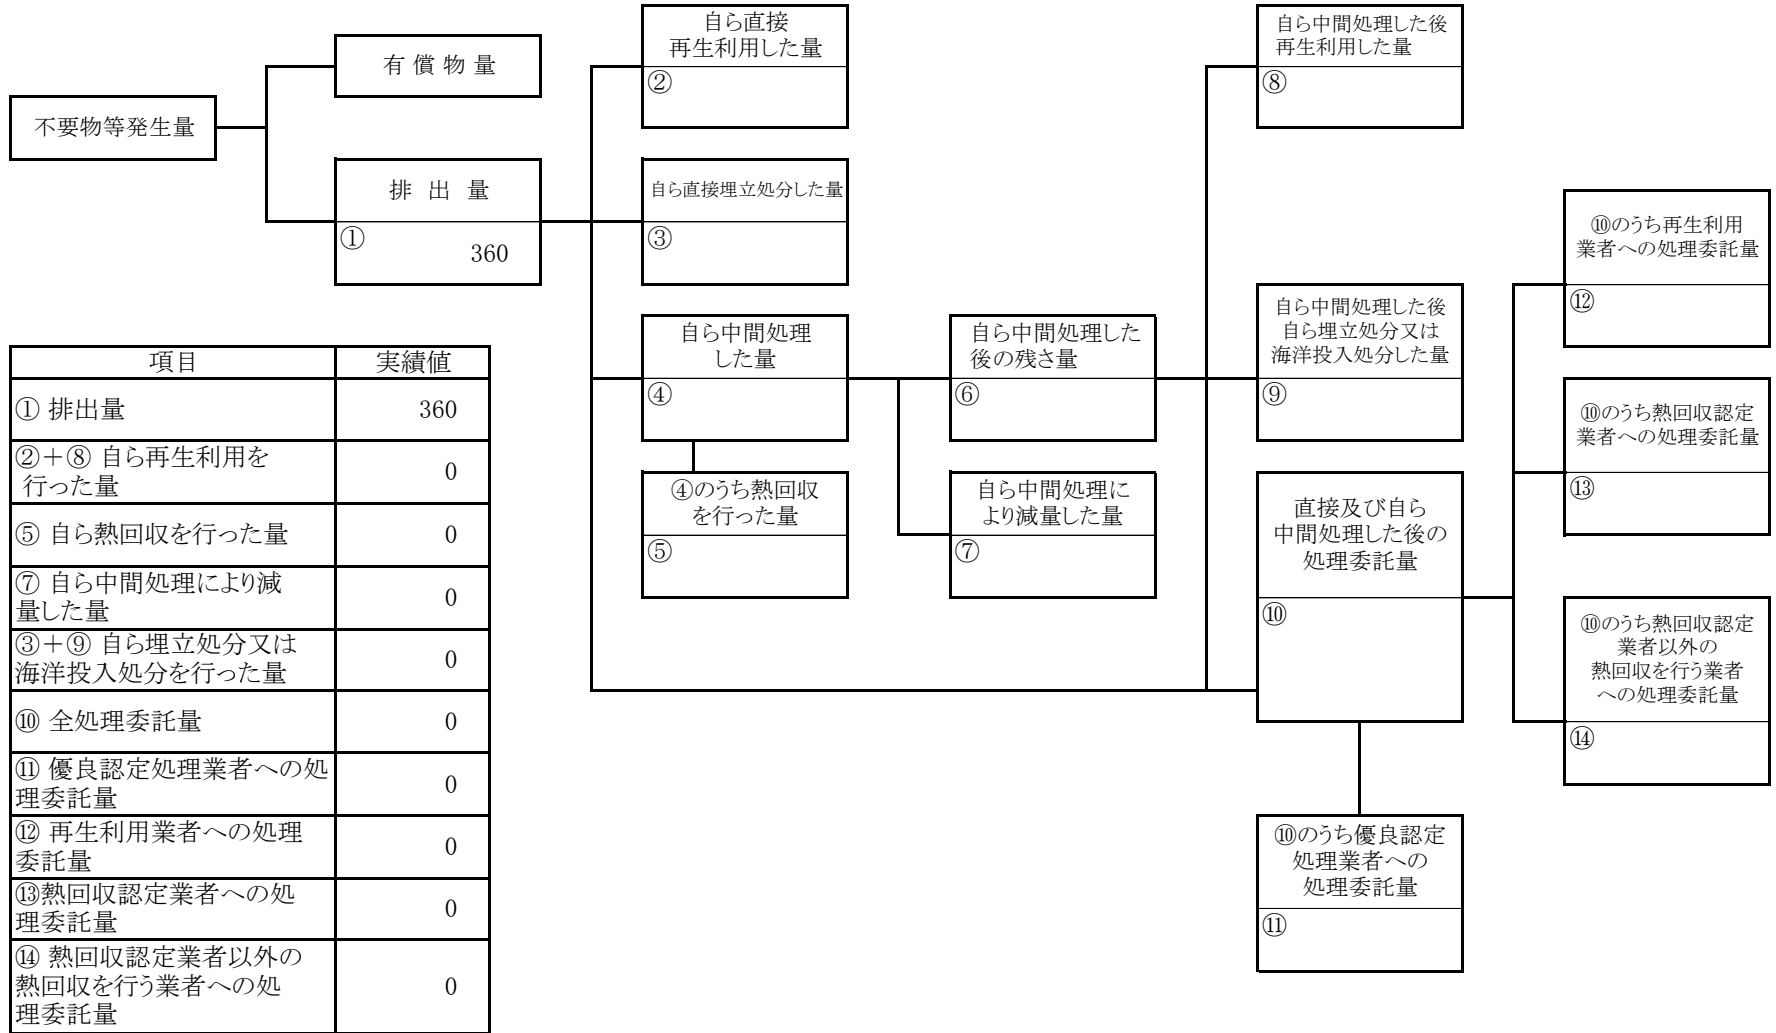 不要物等発生量
有 償 物 量
排 出 量
①
360
自ら直接
再生利用した量
②
自ら直接埋立処分した量
③
自ら中間処理
した量
④
④のうち熱回収
を行った量
⑤
自ら中間処理した
後の残さ量
⑥
自ら中間処理に
より減量した量
⑦
自ら中間処理した後
再生利用した量
⑧
自ら中間処理した後
自ら埋立処分又は
海洋投入処分した量
⑨
直接及び自ら
中間処理した後の
処理委託量
⑩
⑩のうち優良認定
処理業者への
処理委託量
⑪
⑩のうち再生利用
業者への処理委託量
⑫
⑩のうち熱回収認定
業者への処理委託量
⑬
⑩のうち熱回収認定
業者以外の
熱回収を行う業者
への処理委託量
⑭
項目 実績値
① 排出量 360
②＋⑧ 自ら再生利用を
行った量 0
⑤ 自ら熱回収を行った量 0
⑦ 自ら中間処理により減
量した量 0
③＋⑨ 自ら埋立処分又は
海洋投入処分を行った量 0
⑩ 全処理委託量 0
⑪ 優良認定処理業者への処
理委託量 0
⑫ 再生利用業者への処理
委託量 0
⑬熱回収認定業者への処
理委託量 0
⑭ 熱回収認定業者以外の
熱回収を行う業者への処
理委託量 0